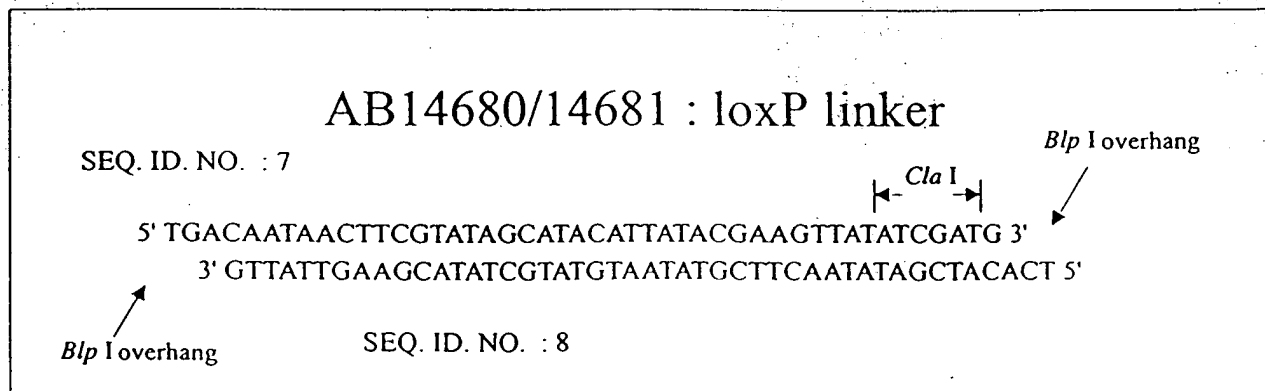 AB14680/14681 : loxP linker
SEQ. ID. NO. : 7
Blp I overhang
Cla I
5' TGACAATAACTTCGTATAGCATACATTATACGAAGTTATATCGATG 3'
3' GTTATTGAAGCATATCGTATGTAATATGCTTCAATATAGCTACACT 5'
Blp I overhang
SEQ. ID. NO. : 8